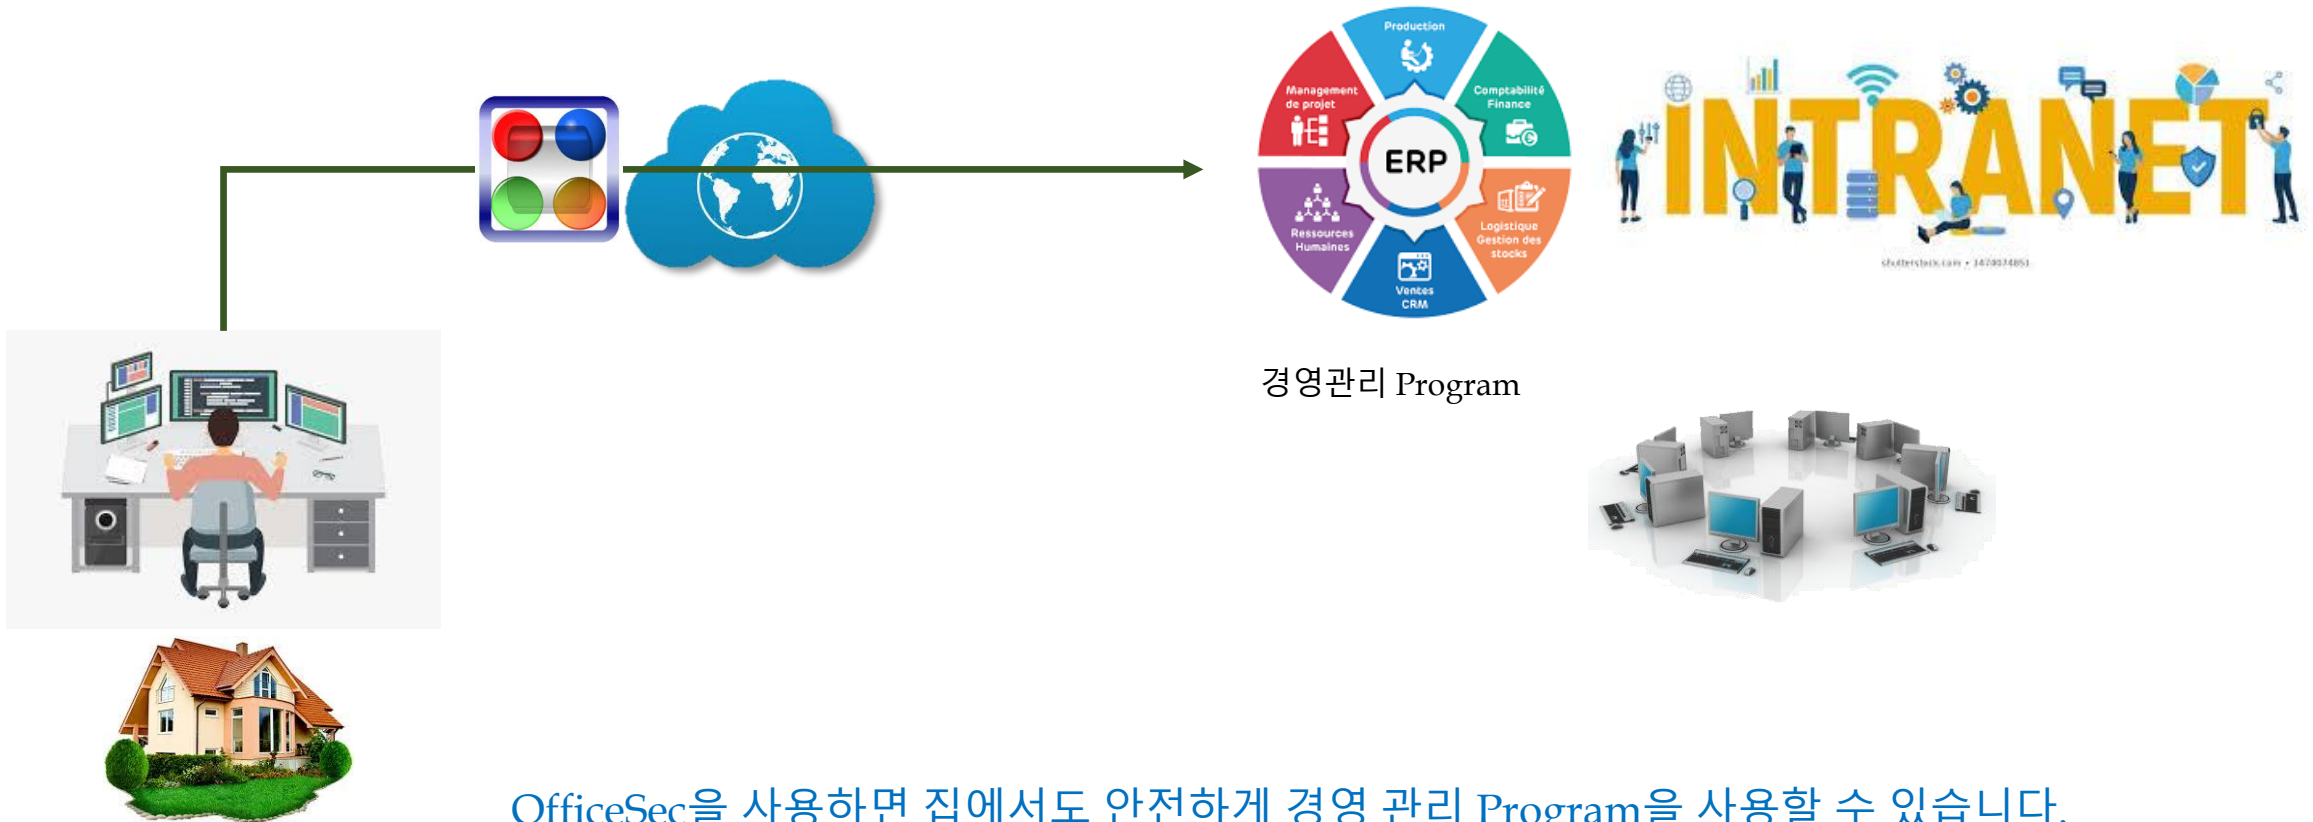 Production
Management
de projet
Comptabilité
Finance
ERP
Ressources
Humaines
Logistique
Gestion des
stocks
Ventes
CRM
INTRANET
shutterstock.com • 1474074851
경영관리 Program
OfficeSec을 사용하면 집에서도 안전하게 경영 관리 Program을 사용할 수 있습니다.